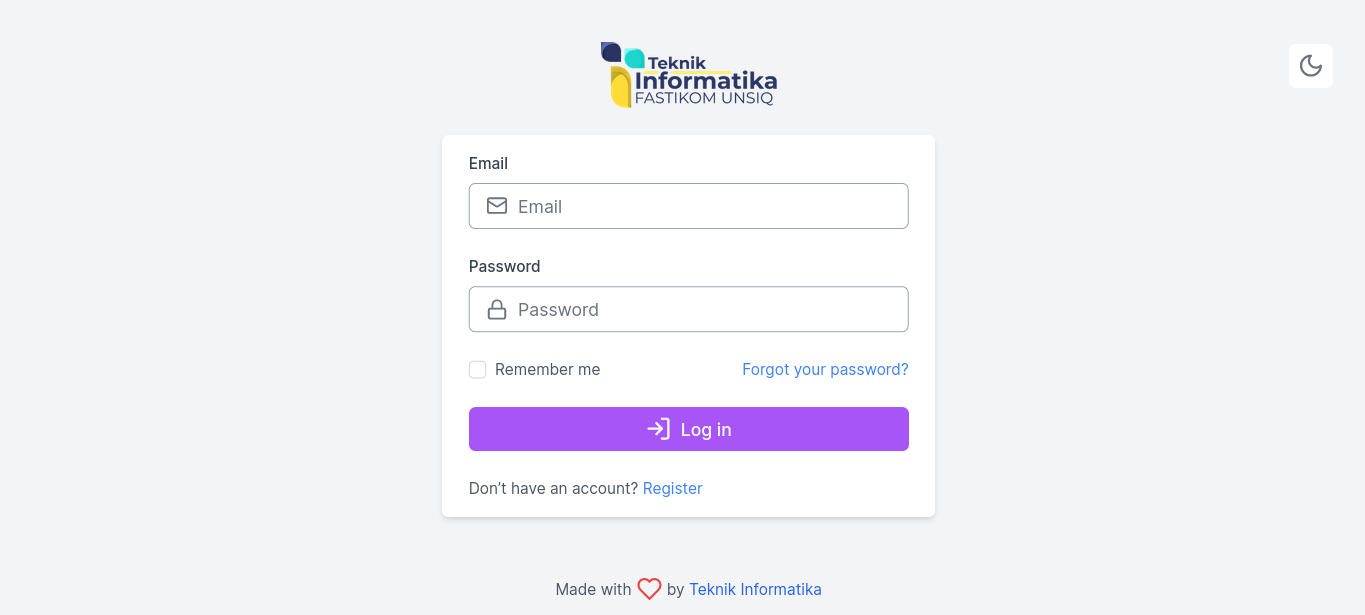 Teknik
Informatika
FASTIKOM UNSIQ
Email
Email
Password
Password
Remember me Forgot your password?
Log in
Don’t have an account? Register
Made with by Teknik Informatika